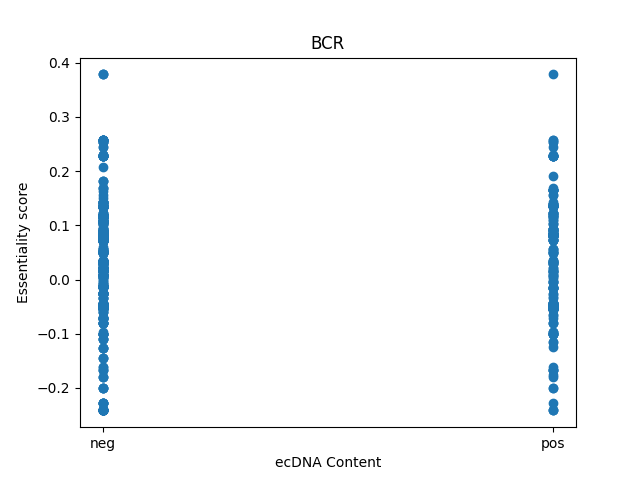 BCR
0.4
0.3
0.2
0.1
0.0
−0.1
−0.2
Essentiality score
neg
pos
ecDNA Content